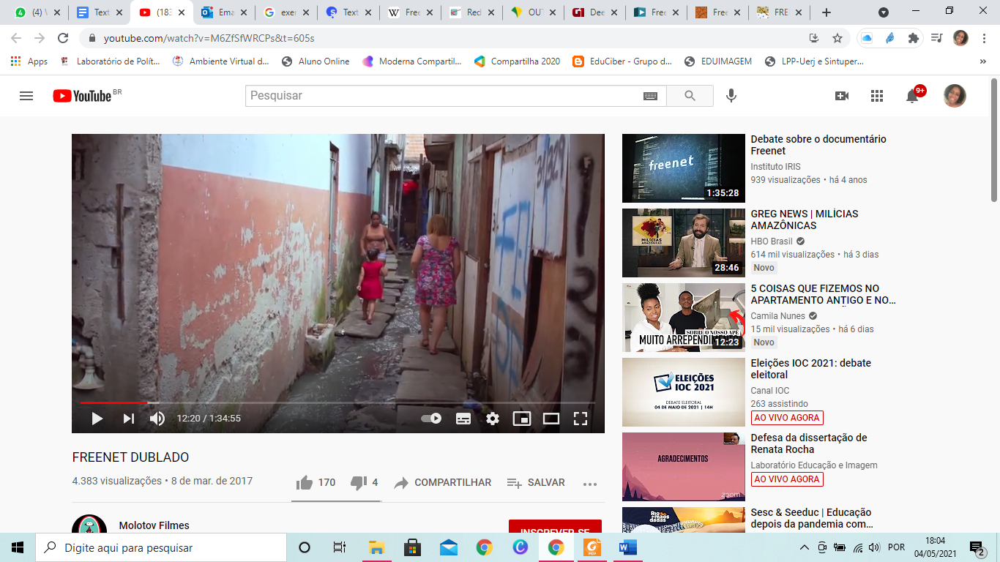 (4) V
Text
(183
Ema
exer
Text
Free
Red
OUT
Dee
Free
Free
FRE
youtube.com/watch?v=M6ZfSfWRCPs&t=605s
Apps
Laboratório de Polít...
Ambiente Virtual d...
Aluno Online
Moderna Compartil...
Compartilha 2020
EduCiber - Grupo d...
EDUIMAGEM
LPP-Uerj e Sintuper...
»
YouTube BR
Pesquisar
9+
12:20 / 1:34:55
FREENET DUBLADO
4.383 visualizações • 8 de mar. de 2017
170
4
COMPARTILHAR
SALVAR
Molotov Filmes
INSCREVER-SE
freenet
1:35:28
Debate sobre o documentário
Freenet
Instituto IRIS
939 visualizações • há 4 anos
MILÍCIAS
AMAZÔNICAS
28:46
GREG NEWS | MILÍCIAS
AMAZÔNICAS
HBO Brasil
614 mil visualizações • há 3 dias
Novo
SOBRE O NOSSO APÊ
MUITO ARREPENDIMENTO
12:23
5 COISAS QUE FIZEMOS NO
APARTAMENTO ANTIGO E NO...
Camila Nunes
15 mil visualizações • há 6 dias
Novo
ELEIÇÕES
IOC 2021
DEBATE ELEITORAL
04 DE MAIO DE 2021 | 14H
Eleições IOC 2021: debate
eleitoral
Canal IOC
263 assistindo
AO VIVO AGORA
AGRADECIMENTOS
zoom
Defesa da dissertação de
Renata Rocha
Laboratório Educação e Imagem
AO VIVO AGORA
Sesc & Seeduc | Educação
depois da pandemia com...
Digite aqui para pesquisar
POR
18:04
04/05/2021
2